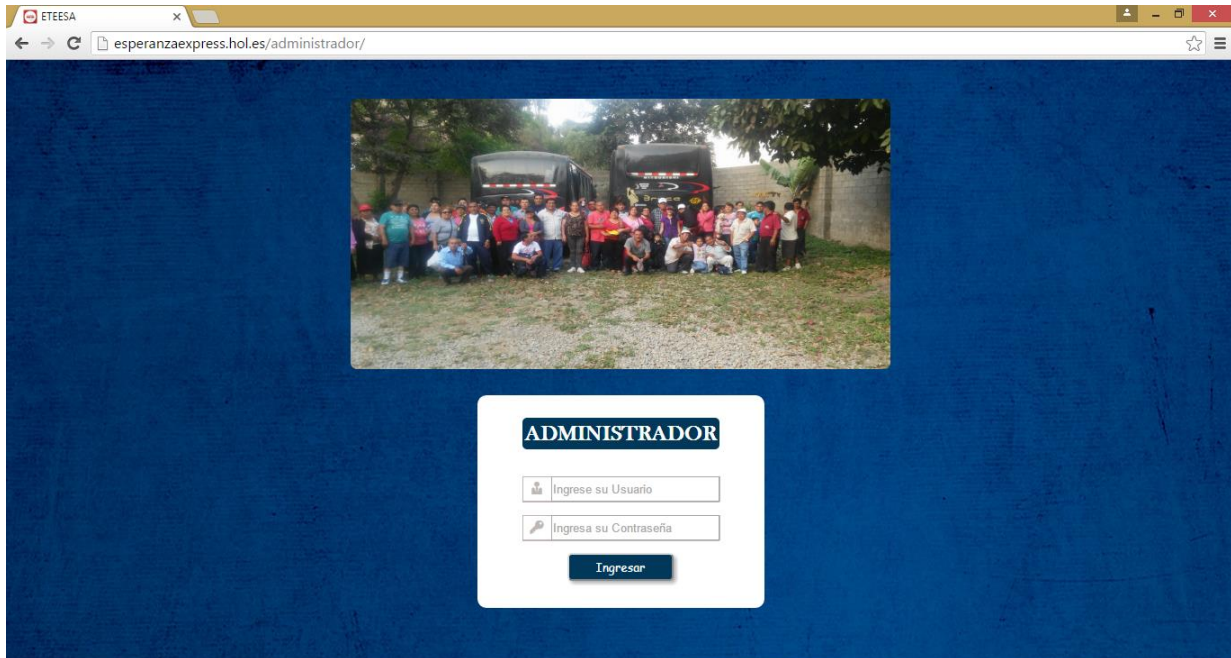 ETEESA
esperanzaexpress.hol.es/administrador/
ADMINISTRADOR
Ingrese su Usuario
Ingresa su Contraseña
Ingresar